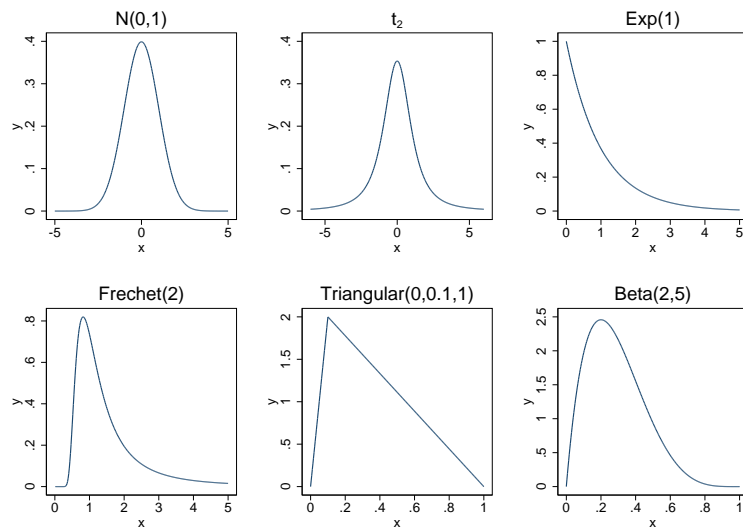 N(0,1)
y
0 .1 .2 .3 .4
-5 0 5
x
t₂
y
0 .1 .2 .3 .4
-5 0 5
x
Exp(1)
y
0 .2 .4 .6 .8 1
0 1 2 3 4 5
x
Frechet(2)
y
0 .2 .4 .6 .8
0 1 2 3 4 5
x
Triangular(0,0.1,1)
y
0 .5 1 1.5 2
0 .2 .4 .6 .8 1
x
Beta(2,5)
y
0 .5 1 1.5 2 2.5
0 .2 .4 .6 .8 1
x